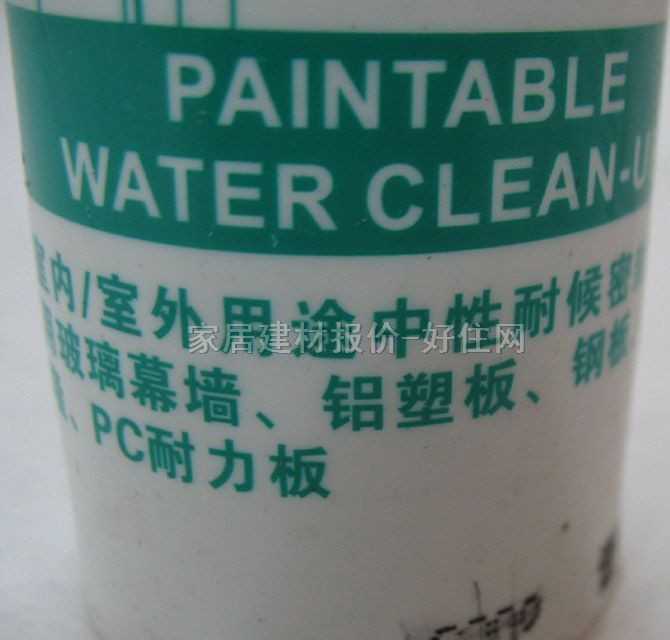 PAINTABLE
WATER CLEAN-U
室内/室外用途中性耐候密
玻璃幕墙、铝塑板、钢板
、PC耐力板
家居建材报价-好住网